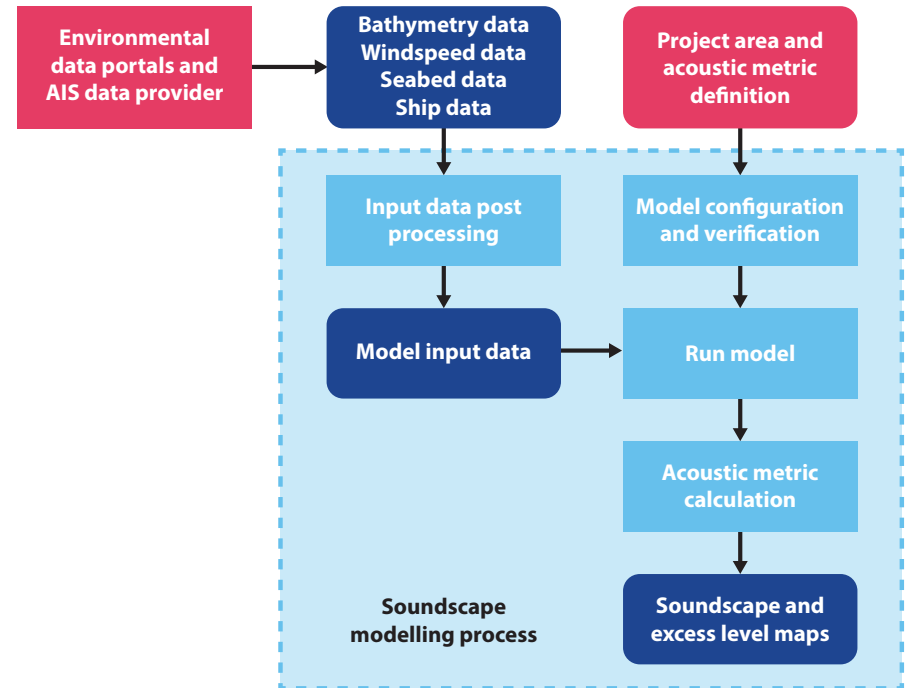 Environmental
data portals and
AIS data provider
Bathymetry data
Windspeed data
Seabed data
Ship data
Project area and
acoustic metric
definition
Input data post
processing
Model configuration
and verification
Model input data
Run model
Acoustic metric
calculation
Soundscape
modelling process
Soundscape and
excess level maps